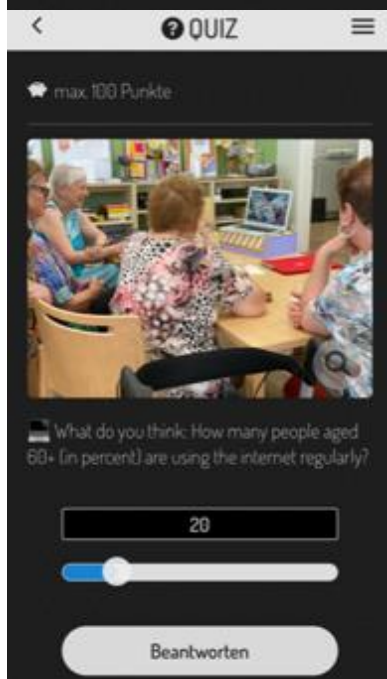 QUIZ
max. 100 Punkte
What do you think: How many people aged
60+ (in percent) are using the internet regularly?
20
Beantworten